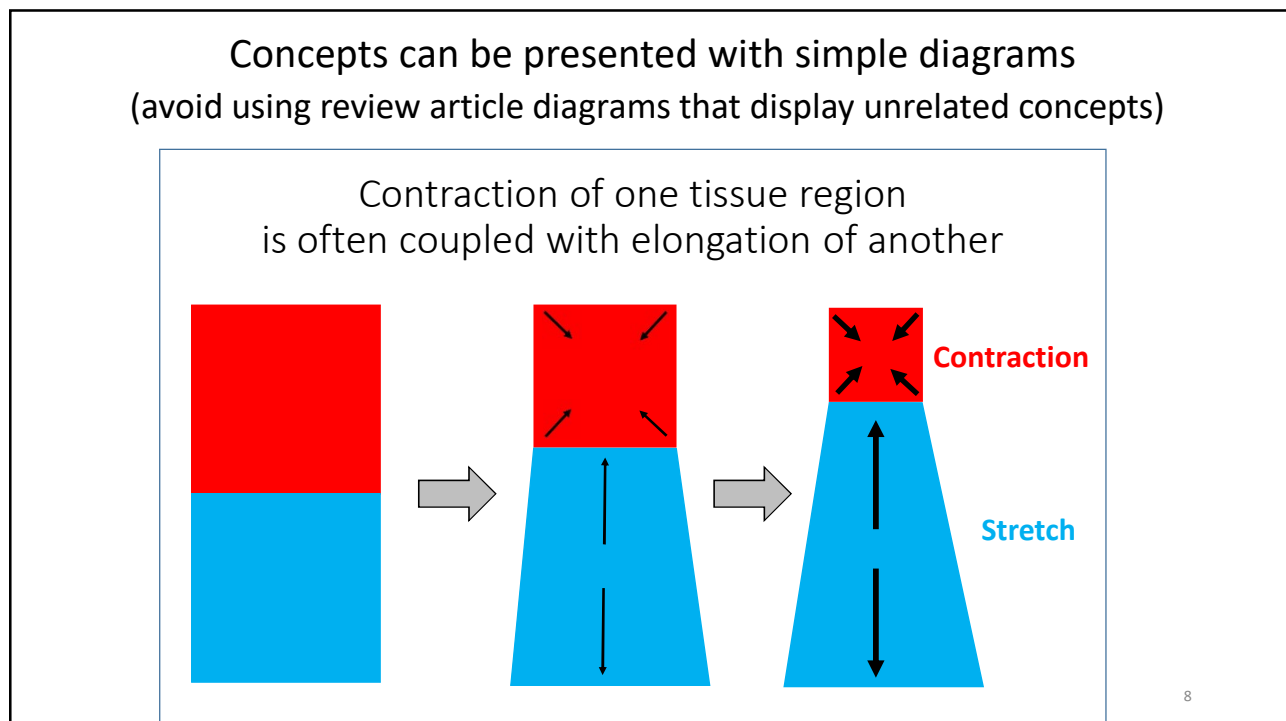 Concepts can be presented with simple diagrams
(avoid using review article diagrams that display unrelated concepts)
Contraction of one tissue region
is often coupled with elongation of another
Contraction
Stretch
8